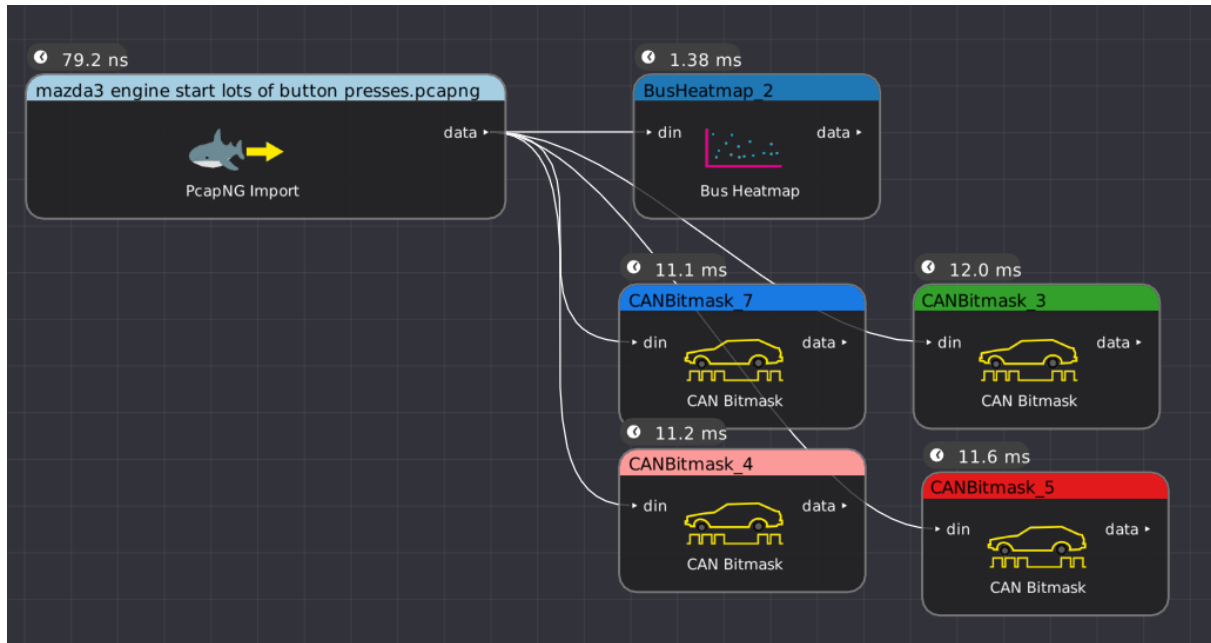 79.2 ns
mazda3 engine start lots of button presses.pcapng
data
PcapNG Import
1.38 ms
BusHeatmap_2
din
data
Bus Heatmap
11.1 ms
CANBitmask_7
din
data
CAN Bitmask
12.0 ms
CANBitmask_3
din
data
CAN Bitmask
11.2 ms
CANBitmask_4
din
data
CAN Bitmask
11.6 ms
CANBitmask_5
din
data
CAN Bitmask